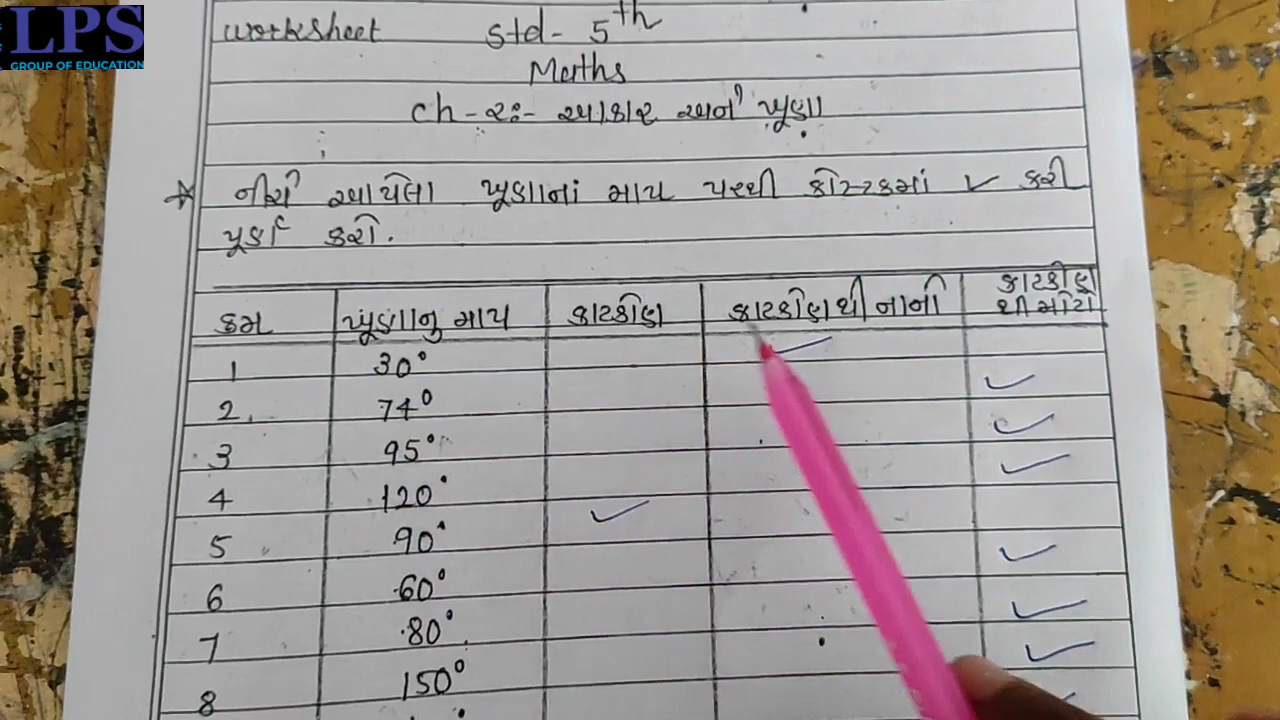 LPS
GROUP OF EDUCATION
worksheet std- 5th
Maths
ch-૨:- આકાર અને ખૂણા
☆ નીચે આપેલા ખૂણાનાં માપ પરથી કોષ્ટકમાં ✓ કરી
પૂર્ણ કરો.
ક્રમ ખૂણાનુ માપ કાટકોણ કાટકોણથી નાનો કાટકોણથી મોટો
1 30° ✓
2 74° ✓
3 95° ✓
4 120° ✓
5 90° ✓
6 60° ✓
7 80° ✓
8 150° ✓